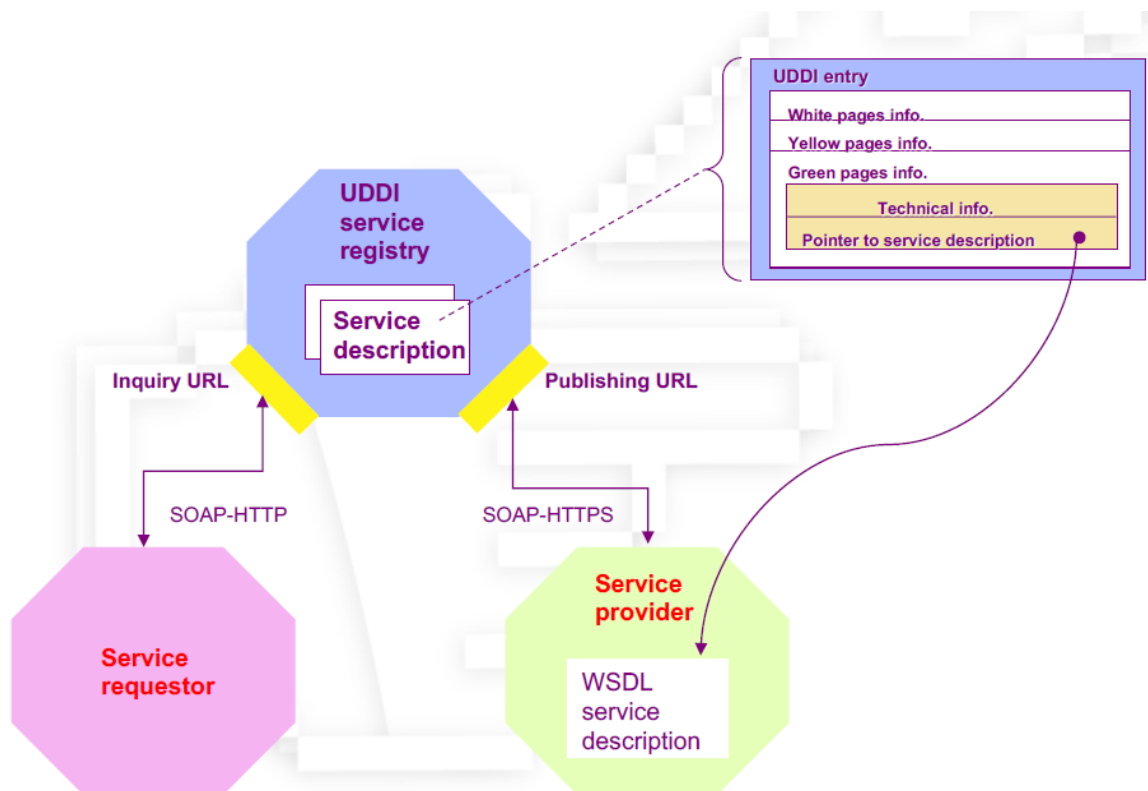 UDDI entry
White pages info.
Yellow pages info.
Green pages info.
Technical info.
Pointer to service description
UDDI
service
registry
Service
description
Inquiry URL
Publishing URL
SOAP-HTTP
SOAP-HTTPS
Service
requestor
Service
provider
WSDL
service
description